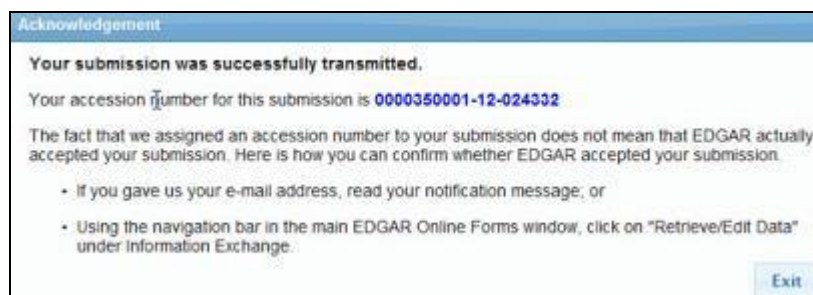 Acknowledgement
Your submission was successfully transmitted.
Your accession number for this submission is 0000350001-12-024332
The fact that we assigned an accession number to your submission does not mean that EDGAR actually
accepted your submission. Here is how you can confirm whether EDGAR accepted your submission.
• If you gave us your e-mail address, read your notification message; or
• Using the navigation bar in the main EDGAR Online Forms window, click on "Retrieve/Edit Data"
under Information Exchange.
Exit